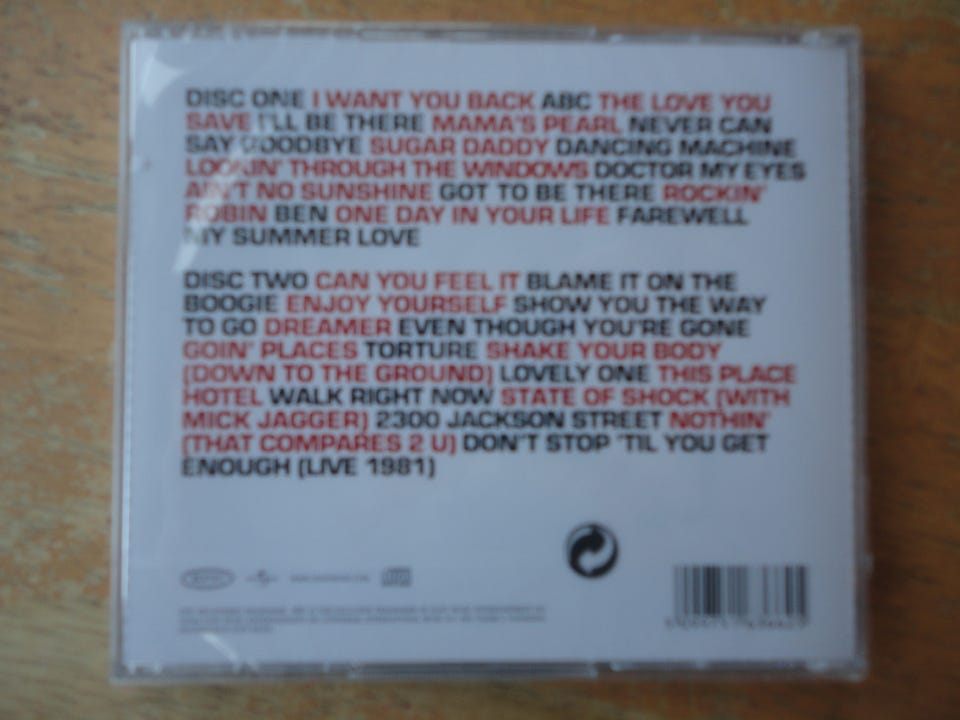 DISC ONE I WANT YOU BACK ABC THE LOVE YOU
SAVE I'LL BE THERE MAMA'S PEARL NEVER CAN
SAY GOODBYE SUGAR DADDY DANCING MACHINE
LOOKIN' THROUGH THE WINDOWS DOCTOR MY EYES
AIN'T NO SUNSHINE GOT TO BE THERE ROCKIN'
ROBIN BEN ONE DAY IN YOUR LIFE FAREWELL
MY SUMMER LOVE
DISC TWO CAN YOU FEEL IT BLAME IT ON THE
BOOGIE ENJOY YOURSELF SHOW YOU THE WAY
TO GO DREAMER EVEN THOUGH YOU'RE GONE
GOIN' PLACES TORTURE SHAKE YOUR BODY
(DOWN TO THE GROUND) LOVELY ONE THIS PLACE
HOTEL WALK RIGHT NOW STATE OF SHOCK (WITH
MICK JAGGER) 2300 JACKSON STREET NOTHIN'
(THAT COMPARES 2 U) DON'T STOP 'TIL YOU GET
ENOUGH (LIVE 1981)